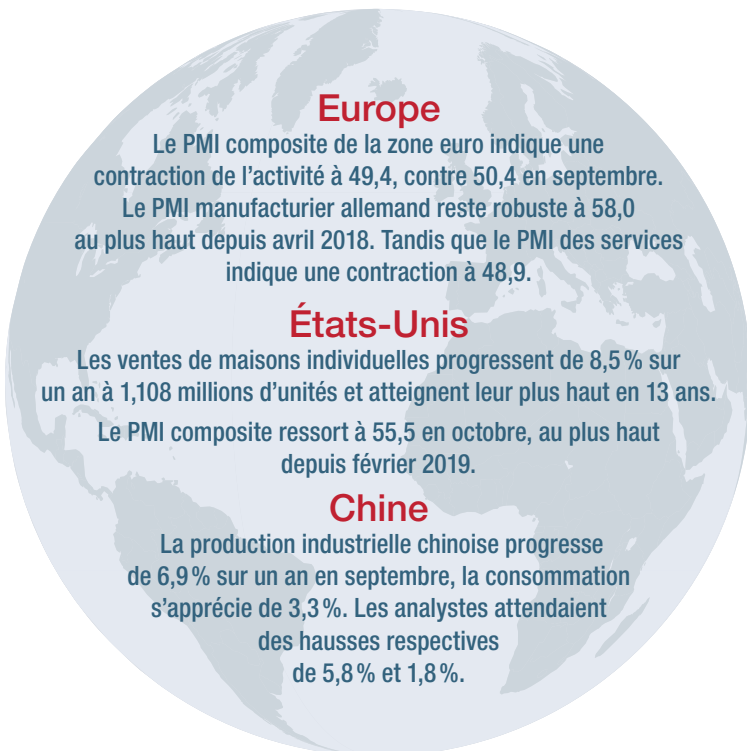 Europe
Le PMI composite de la zone euro indique une
contraction de l’activité à 49,4, contre 50,4 en septembre.
Le PMI manufacturier allemand reste robuste à 58,0
au plus haut depuis avril 2018. Tandis que le PMI des services
indique une contraction à 48,9.
États-Unis
Les ventes de maisons individuelles progressent de 8,5 % sur
un an à 1,108 millions d’unités et atteignent leur plus haut en 13 ans.
Le PMI composite ressort à 55,5 en octobre, au plus haut
depuis février 2019.
Chine
La production industrielle chinoise progresse
de 6,9 % sur un an en septembre, la consommation
s’apprécie de 3,3 %. Les analystes attendaient
des hausses respectives
de 5,8 % et 1,8 %.